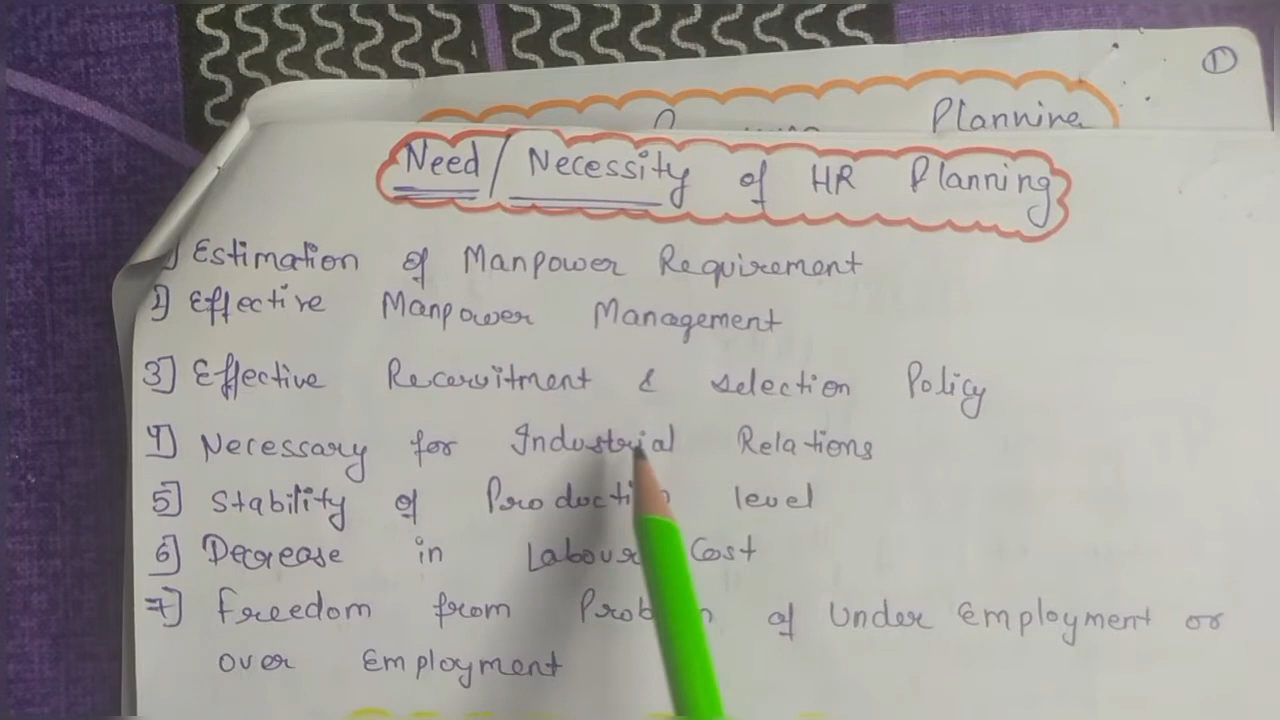 ①
Planning
Need / Necessity of HR Planning
1] Estimation of Manpower Requirement
2] Effective Manpower Management
3] Effective Recruitment & Selection Policy
4] Necessary for Industrial Relations
5] Stability of Production level
6] Decrease in Labour Cost
7] Freedom from of Under Employment or
over Employment